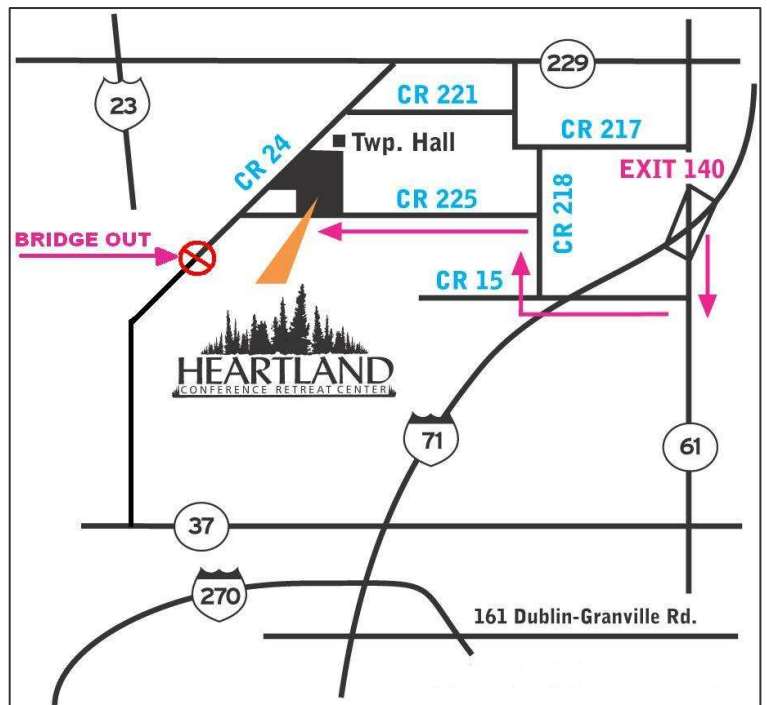 229
23
CR 221
CR 217
Twp. Hall
CR 24
EXIT 140
CR 225
CR 218
BRIDGE OUT
CR 15
HEARTLAND
CONFERENCE RETREAT CENTER
71
61
37
270
161 Dublin-Granville Rd.